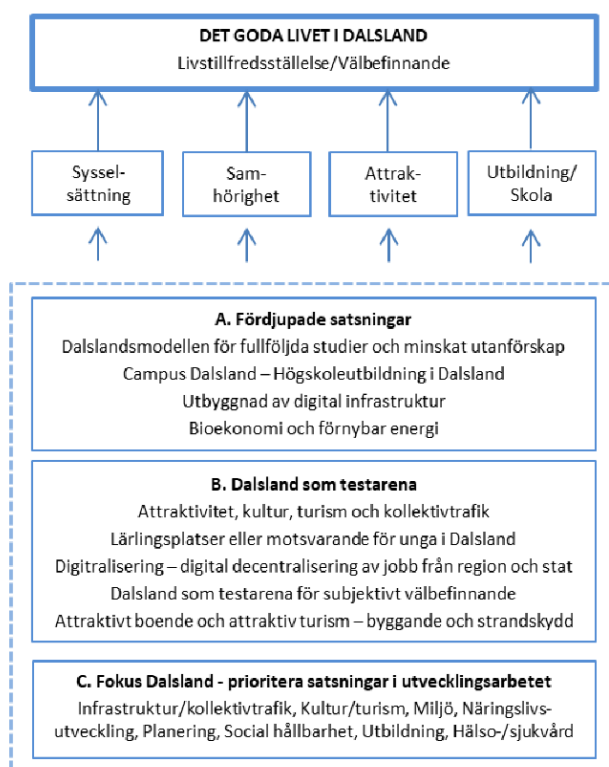 DET GODA LIVET I DALSLAND
Livstillfredsställelse/Välbefinnande
Syssel-
sättning
Sam-
hörighet
Attrak-
tivitet
Utbildning/
Skola
A. Fördjupade satsningar
Dalslandsmodellen för fullföljda studier och minskat utanförskap
Campus Dalsland – Högskoleutbildning i Dalsland
Utbyggnad av digital infrastruktur
Bioekonomi och förnybar energi
B. Dalsland som testarena
Attraktivitet, kultur, turism och kollektivtrafik
Lärlingsplatser eller motsvarande för unga i Dalsland
Digitralisering – digital decentralisering av jobb från region och stat
Dalsland som testarena för subjektivt välbefinnande
Attraktivt boende och attraktiv turism – byggande och strandskydd
C. Fokus Dalsland - prioritera satsningar i utvecklingsarbetet
Infrastruktur/kollektivtrafik, Kultur/turism, Miljö, Näringslivs-
utveckling, Planering, Social hållbarhet, Utbildning, Hälso-/sjukvård